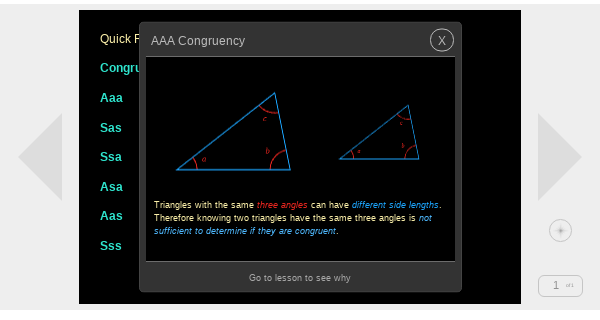 Quick
AAA Congruency
X
Aaa
Sas
Ssa
Asa
Aas
Sss
c
a
b
c
a
b
Triangles with the same three angles can have different side lengths.
Therefore knowing two triangles have the same three angles is not
sufficient to determine if they are congruent.
Go to lesson to see why
1 of 1